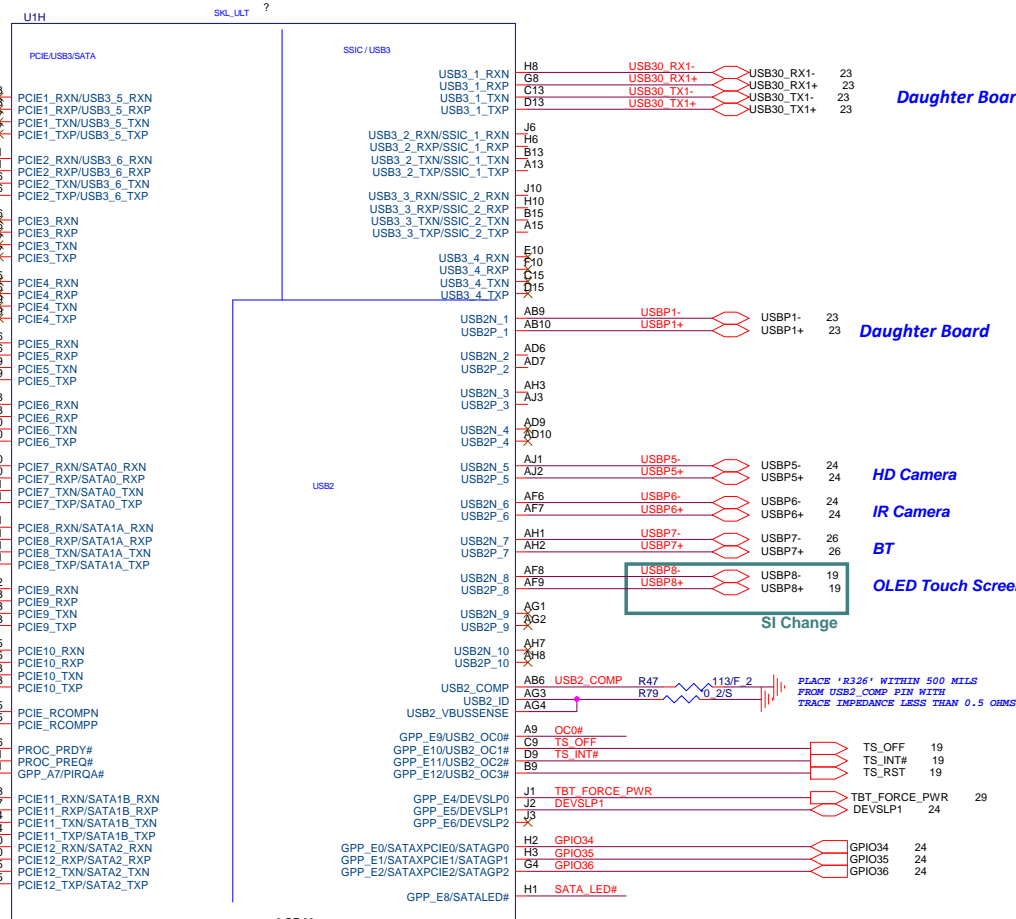 U1H
SKL_ULT
?
PCIE/USB3/SATA
SSIC / USB3
PCIE1_RXN/USB3_5_RXN
PCIE1_RXP/USB3_5_RXP
PCIE1_TXN/USB3_5_TXN
PCIE1_TXP/USB3_5_TXP
PCIE2_RXN/USB3_6_RXN
PCIE2_RXP/USB3_6_RXP
PCIE2_TXN/USB3_6_TXN
PCIE2_TXP/USB3_6_TXP
PCIE3_RXN
PCIE3_RXP
PCIE3_TXN
PCIE3_TXP
PCIE4_RXN
PCIE4_RXP
PCIE4_TXN
PCIE4_TXP
PCIE5_RXN
PCIE5_RXP
PCIE5_TXN
PCIE5_TXP
PCIE6_RXN
PCIE6_RXP
PCIE6_TXN
PCIE6_TXP
PCIE7_RXN/SATA0_RXN
PCIE7_RXP/SATA0_RXP
PCIE7_TXN/SATA0_TXN
PCIE7_TXP/SATA0_TXP
PCIE8_RXN/SATA1A_RXN
PCIE8_RXP/SATA1A_RXP
PCIE8_TXN/SATA1A_TXN
PCIE8_TXP/SATA1A_TXP
PCIE9_RXN
PCIE9_RXP
PCIE9_TXN
PCIE9_TXP
PCIE10_RXN
PCIE10_RXP
PCIE10_TXN
PCIE10_TXP
PCIE_RCOMPN
PCIE_RCOMPP
PROC_PRDY#
PROC_PREQ#
GPP_A7/PIRQA#
PCIE11_RXN/SATA1B_RXN
PCIE11_RXP/SATA1B_RXP
PCIE11_TXN/SATA1B_TXN
PCIE11_TXP/SATA1B_TXP
PCIE12_RXN/SATA2_RXN
PCIE12_RXP/SATA2_RXP
PCIE12_TXN/SATA2_TXN
PCIE12_TXP/SATA2_TXP
USB2
USB3_1_RXN H8 USB30_RX1- USB30_RX1- 23
USB3_1_RXP G8 USB30_RX1+ USB30_RX1+ 23
USB3_1_TXN C13 USB30_TX1- USB30_TX1- 23
USB3_1_TXP D13 USB30_TX1+ USB30_TX1+ 23
Daughter Boar
USB3_2_RXN/SSIC_1_RXN J6
USB3_2_RXP/SSIC_1_RXP H6
USB3_2_TXN/SSIC_1_TXN B13
USB3_2_TXP/SSIC_1_TXP A13
USB3_3_RXN/SSIC_2_RXN J10
USB3_3_RXP/SSIC_2_RXP H10
USB3_3_TXN/SSIC_2_TXN B15
USB3_3_TXP/SSIC_2_TXP A15
USB3_4_RXN E10
USB3_4_RXP F10
USB3_4_TXN C15
USB3_4_TXP D15
USB2N_1 AB9 USBP1- USBP1- 23
USB2P_1 AB10 USBP1+ USBP1+ 23
Daughter Board
USB2N_2 AD6
USB2P_2 AD7
USB2N_3 AH3
USB2P_3 AJ3
USB2N_4 AD9
USB2P_4 AD10
USB2N_5 AJ1 USBP5- USBP5- 24
USB2P_5 AJ2 USBP5+ USBP5+ 24
HD Camera
USB2N_6 AF6 USBP6- USBP6- 24
USB2P_6 AF7 USBP6+ USBP6+ 24
IR Camera
USB2N_7 AH1 USBP7- USBP7- 26
USB2P_7 AH2 USBP7+ USBP7+ 26
BT
USB2N_8 AF8 USBP8- USBP8- 19
USB2P_8 AF9 USBP8+ USBP8+ 19
OLED Touch Screen
SI Change
USB2N_9 AG1
USB2P_9 AG2
USB2N_10 AH7
USB2P_10 AH8
USB2_COMP AB6 USB2_COMP R47 113/F_2
USB2_ID AG3 R79 0_2/S
USB2_VBUSSENSE AG4
PLACE 'R326' WITHIN 500 MILS
FROM USB2_COMP PIN WITH
TRACE IMPEDANCE LESS THAN 0.5 OHMS
GPP_E9/USB2_OC0# A9 OC0#
GPP_E10/USB2_OC1# C9 TS_OFF TS_OFF 19
GPP_E11/USB2_OC2# D9 TS_INT# TS_INT# 19
GPP_E12/USB2_OC3# B9 TS_RST 19
GPP_E4/DEVSLP0 J1 TBT_FORCE_PWR TBT_FORCE_PWR 29
GPP_E5/DEVSLP1 J2 DEVSLP1 DEVSLP1 24
GPP_E6/DEVSLP2 J3
GPP_E0/SATAXPCIE0/SATAGP0 H2 GPIO34 GPIO34 24
GPP_E1/SATAXPCIE1/SATAGP1 H3 GPIO35 GPIO35 24
GPP_E2/SATAXPCIE2/SATAGP2 G4 GPIO36 GPIO36 24
GPP_E8/SATALED# H1 SATA_LED#